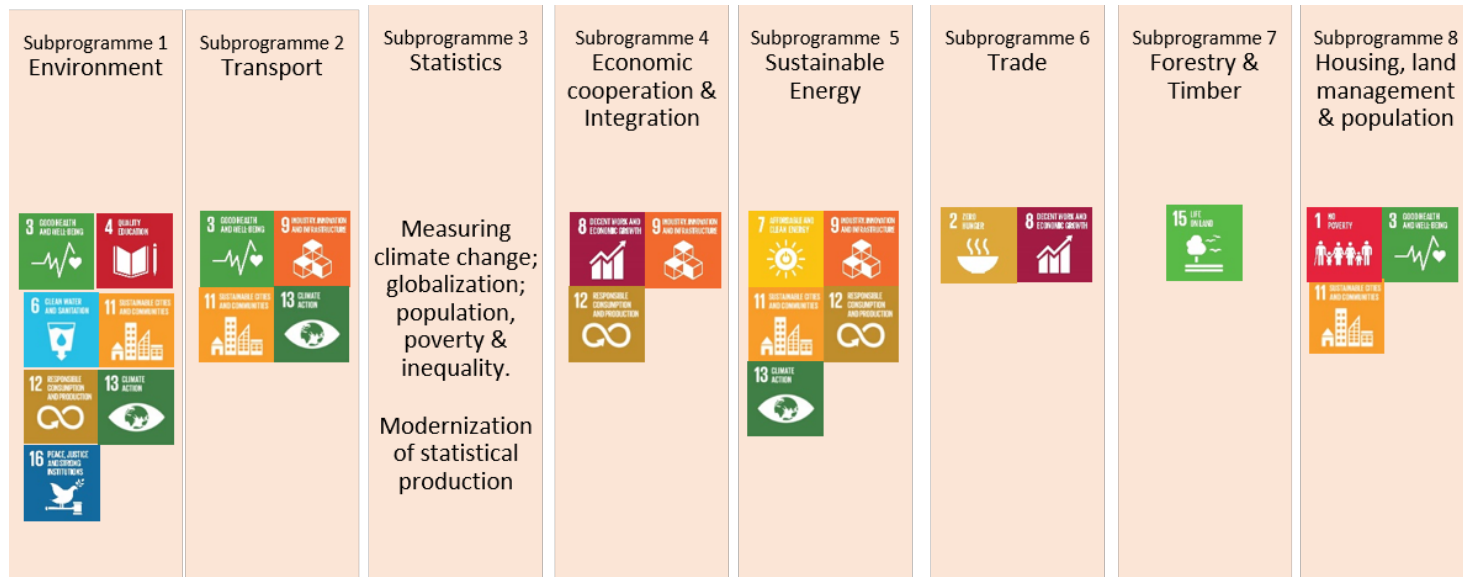 Subprogramme 1
Environment
3 GOOD HEALTH
AND WELL-BEING
4 QUALITY
EDUCATION
6 CLEAN WATER
AND SANITATION
11 SUSTAINABLE CITIES
AND COMMUNITIES
12 RESPONSIBLE
CONSUMPTION
AND PRODUCTION
13 CLIMATE
ACTION
16 PEACE, JUSTICE
AND STRONG
INSTITUTIONS
Subprogramme 2
Transport
3 GOOD HEALTH
AND WELL-BEING
9 INDUSTRY, INNOVATION
AND INFRASTRUCTURE
11 SUSTAINABLE CITIES
AND COMMUNITIES
13 CLIMATE
ACTION
Subprogramme 3
Statistics
Measuring
climate change;
globalization;
population,
poverty &
inequality.
Modernization
of statistical
production
Subprogramme 4
Economic
cooperation &
Integration
8 DECENT WORK AND
ECONOMIC GROWTH
9 INDUSTRY, INNOVATION
AND INFRASTRUCTURE
12 RESPONSIBLE
CONSUMPTION
AND PRODUCTION
Subprogramme 5
Sustainable
Energy
7 AFFORDABLE AND
CLEAN ENERGY
9 INDUSTRY, INNOVATION
AND INFRASTRUCTURE
11 SUSTAINABLE CITIES
AND COMMUNITIES
12 RESPONSIBLE
CONSUMPTION
AND PRODUCTION
13 CLIMATE
ACTION
Subprogramme 6
Trade
2 ZERO
HUNGER
8 DECENT WORK AND
ECONOMIC GROWTH
Subprogramme 7
Forestry &
Timber
15 LIFE
ON LAND
Subprogramme 8
Housing, land
management
& population
1 NO
POVERTY
3 GOOD HEALTH
AND WELL-BEING
11 SUSTAINABLE CITIES
AND COMMUNITIES